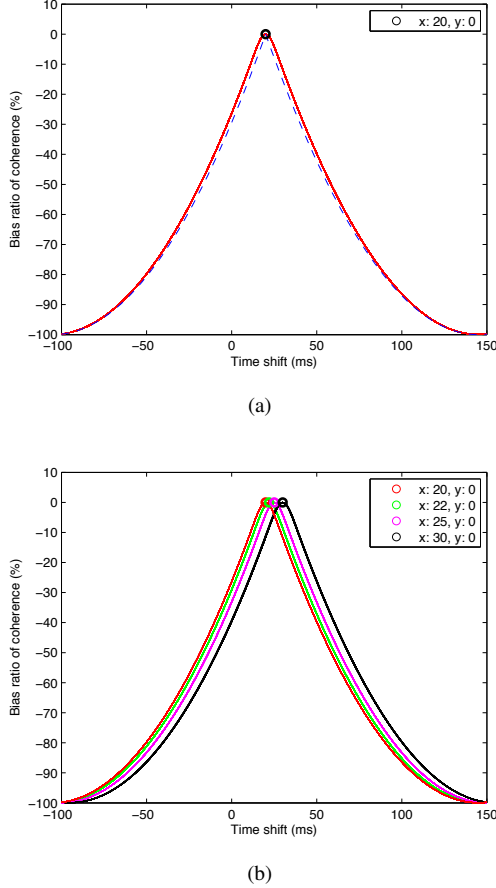 10
0
−10
−20
−30
−40
−50
−60
−70
−80
−90
−100
Bias ratio of coherence (%)
x: 20, y: 0
−100 −50 0 50 100 150
Time shift (ms)
(a)
10
0
−10
−20
−30
−40
−50
−60
−70
−80
−90
−100
Bias ratio of coherence (%)
x: 20, y: 0
x: 22, y: 0
x: 25, y: 0
x: 30, y: 0
−100 −50 0 50 100 150
Time shift (ms)
(b)